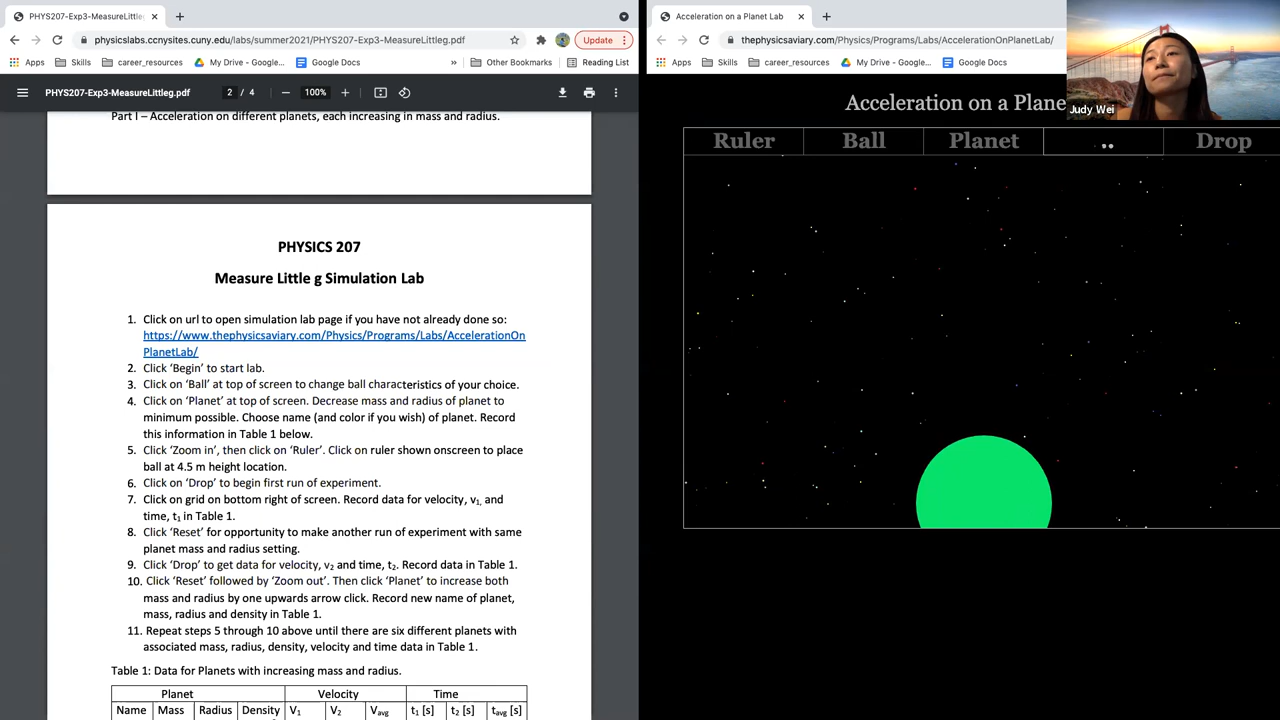 PHYS207-Exp3-MeasureLittleg
physicslabs.ccnysites.cuny.edu/labs/summer2021/PHYS207-Exp3-MeasureLittleg.pdf
Update
Apps
Skills
career_resources
My Drive - Google...
Google Docs
»
Other Bookmarks
Reading List
PHYS207-Exp3-MeasureLittleg.pdf
2 / 4
100%
Part I – Acceleration on different planets, each increasing in mass and radius.
PHYSICS 207
Measure Little g Simulation Lab
1. Click on url to open simulation lab page if you have not already done so:
https://www.thephysicsaviary.com/Physics/Programs/Labs/AccelerationOn
PlanetLab/
2. Click ‘Begin’ to start lab.
3. Click on ‘Ball’ at top of screen to change ball characteristics of your choice.
4. Click on ‘Planet’ at top of screen. Decrease mass and radius of planet to
minimum possible. Choose name (and color if you wish) of planet. Record
this information in Table 1 below.
5. Click ‘Zoom in’, then click on ‘Ruler’. Click on ruler shown onscreen to place
ball at 4.5 m height location.
6. Click on ‘Drop’ to begin first run of experiment.
7. Click on grid on bottom right of screen. Record data for velocity, v1, and
time, t1 in Table 1.
8. Click ‘Reset’ for opportunity to make another run of experiment with same
planet mass and radius setting.
9. Click ‘Drop’ to get data for velocity, v2 and time, t2. Record data in Table 1.
10. Click ‘Reset’ followed by ‘Zoom out’. Then click ‘Planet’ to increase both
mass and radius by one upwards arrow click. Record new name of planet,
mass, radius and density in Table 1.
11. Repeat steps 5 through 10 above until there are six different planets with
associated mass, radius, density, velocity and time data in Table 1.
Table 1: Data for Planets with increasing mass and radius.
Planet Velocity Time
Name Mass Radius Density V1 V2 Vavg t1 [s] t2 [s] tavg [s]
Acceleration on a Planet Lab
thephysicsaviary.com/Physics/Programs/Labs/AccelerationOnPlanetLab/
Apps
Skills
career_resources
My Drive - Google...
Google Docs
Judy Wei
Acceleration on a Plane
Ruler Ball Planet .. Drop